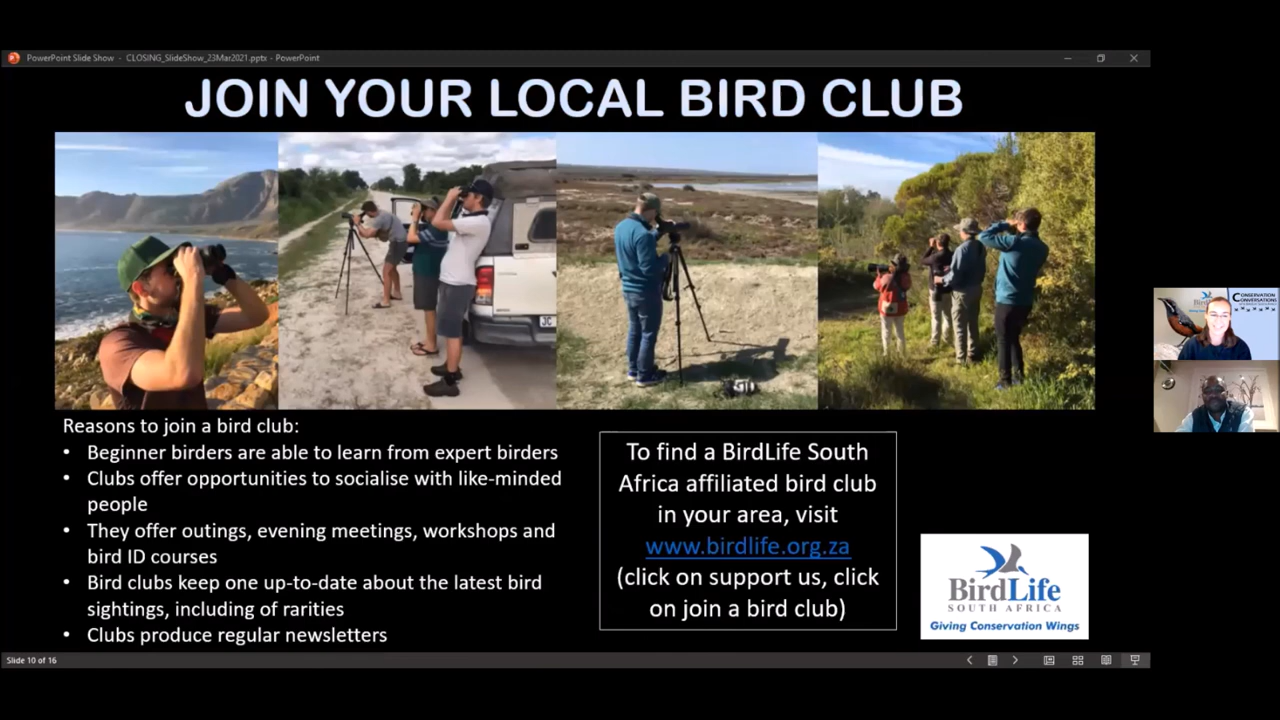 PowerPoint Slide Show - CLOSING_SlideShow_23Mar2021.pptx - PowerPoint
JOIN YOUR LOCAL BIRD CLUB
Reasons to join a bird club:
• Beginner birders are able to learn from expert birders
• Clubs offer opportunities to socialise with like-minded
people
• They offer outings, evening meetings, workshops and
bird ID courses
• Bird clubs keep one up-to-date about the latest bird
sightings, including of rarities
• Clubs produce regular newsletters
To find a BirdLife South
Africa affiliated bird club
in your area, visit
www.birdlife.org.za
(click on support us, click
on join a bird club)
BirdLife
SOUTH AFRICA
Giving Conservation Wings
CONSERVATION
CONVERSATIONS
Slide 10 of 16